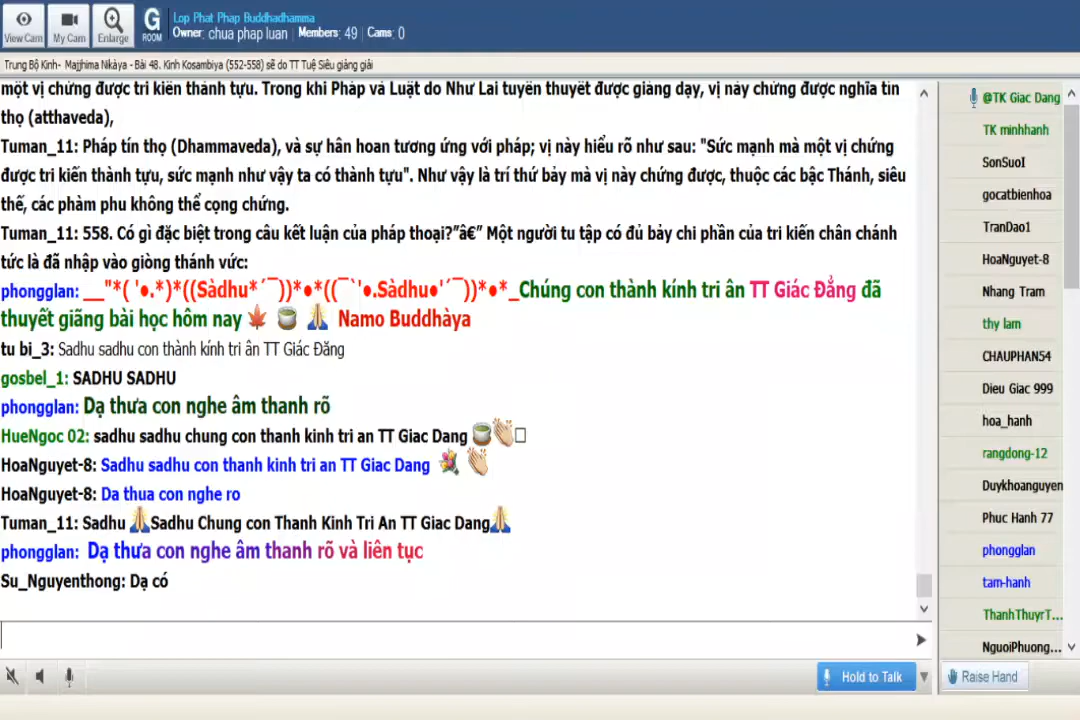 View Cam
My Cam
Enlarge
G
ROOM
Lop Phat Phap Buddhadhamma
Owner: chua phap luan | Members: 49 | Cams: 0
Trung Bộ Kinh- Majjhima Nikàya - Bài 48. Kinh Kosambiya (552-558) sẽ do TT Tuệ Siêu giảng giải
một vị chứng được tri kiến thành tựu. Trong khi Pháp và Luật do Như Lai tuyên thuyết được giảng dạy, vị này chứng được nghĩa tín
thọ (atthaveda),
Tuman_11: Pháp tín thọ (Dhammaveda), và sự hân hoan tương ứng với pháp; vị này hiểu rõ như sau: "Sức mạnh mà một vị chứng
được tri kiến thành tựu, sức mạnh như vậy ta có thành tựu". Như vậy là trí thứ bảy mà vị này chứng được, thuộc các bậc Thánh, siêu
thế, các phàm phu không thể cọng chứng.
Tuman_11: 558. Có gì đặc biệt trong câu kết luận của pháp thoại?”â€” Một người tu tập có đủ bảy chi phần của tri kiến chân chánh
tức là đã nhập vào giòng thánh vức:
phongglan: __"*( '●.*)*((Sàdhu*´¯))*●*((¯`'●.Sàdhu●'´¯))*●*_Chúng con thành kính tri ân TT Giác Đẳng đã
thuyết giãng bài học hôm nay 🍁 🍵 🙏 Namo Buddhàya
tu bi_3: Sadhu sadhu con thành kính tri ân TT Giác Đăng
gosbel_1: SADHU SADHU
phongglan: Dạ thưa con nghe âm thanh rõ
HueNgoc 02: sadhu sadhu chung con thanh kinh tri an TT Giac Dang 🍵👏🏻□
HoaNguyet-8: Sadhu sadhu con thanh kinh tri an TT Giac Dang 💐 👏🏻
HoaNguyet-8: Da thua con nghe ro
Tuman_11: Sadhu 🙏Sadhu Chung con Thanh Kinh Tri An TT Giac Dang🙏
phongglan: Dạ thưa con nghe âm thanh rõ và liên tục
Su_Nguyenthong: Dạ có
@TK Giac Dang
TK minhhanh
SonSuoI
gocatbienhoa
TranDao1
HoaNguyet-8
Nhang Tram
thy lam
CHAUPHAN54
Dieu Giac 999
hoa_hanh
rangdong-12
Duykhoanguyen
Phuc Hanh 77
phongglan
tam-hanh
ThanhThuyrT...
NguoiPhuong...
Hold to Talk
Raise Hand